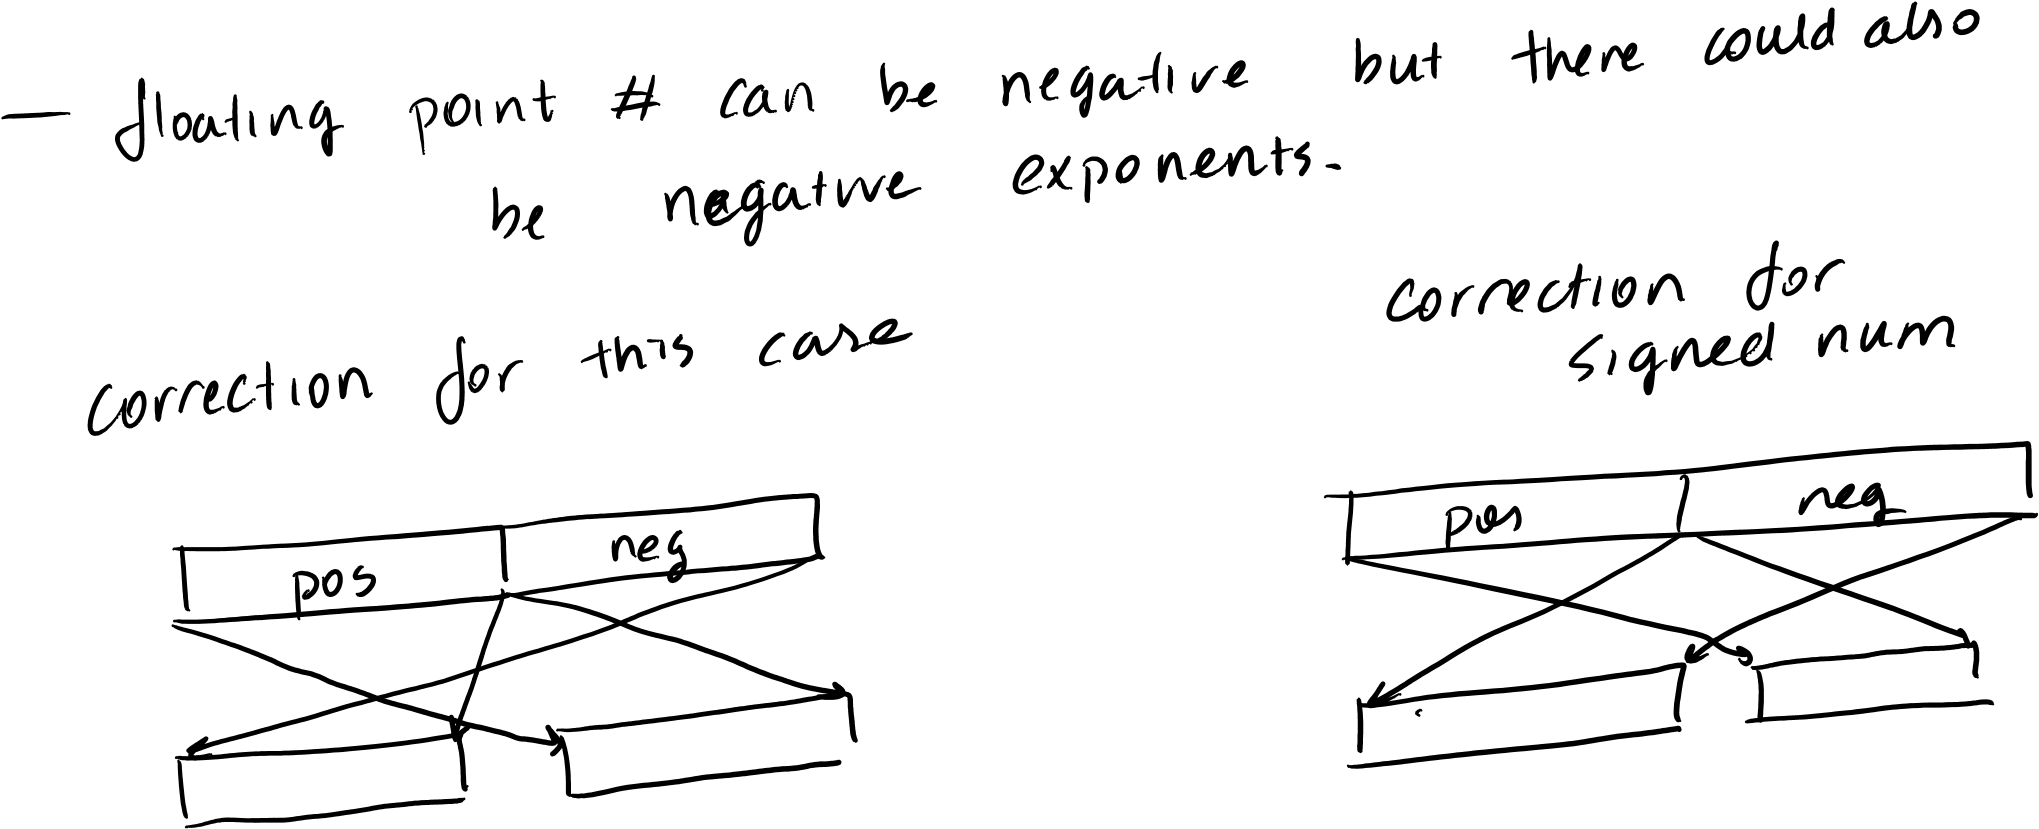 — floating point # can be negative but there could also
be negative exponents.
correction for this case
correction for
signed num
pos neg
pos neg